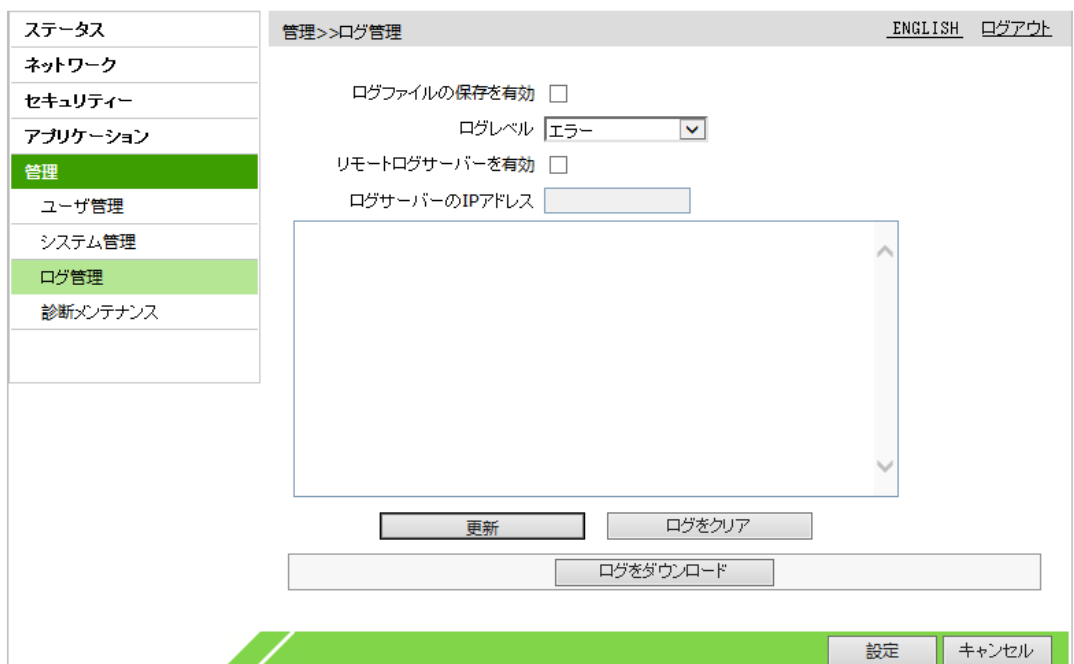 ステータス
ネットワーク
セキュリティー
アプリケーション
管理
ユーザ管理
システム管理
ログ管理
診断メンテナンス
管理>>ログ管理
ENGLISH ログアウト
ログファイルの保存を有効
ログレベル エラー
リモートログサーバーを有効
ログサーバーのIPアドレス
更新 ログをクリア
ログをダウンロード
設定 キャンセル